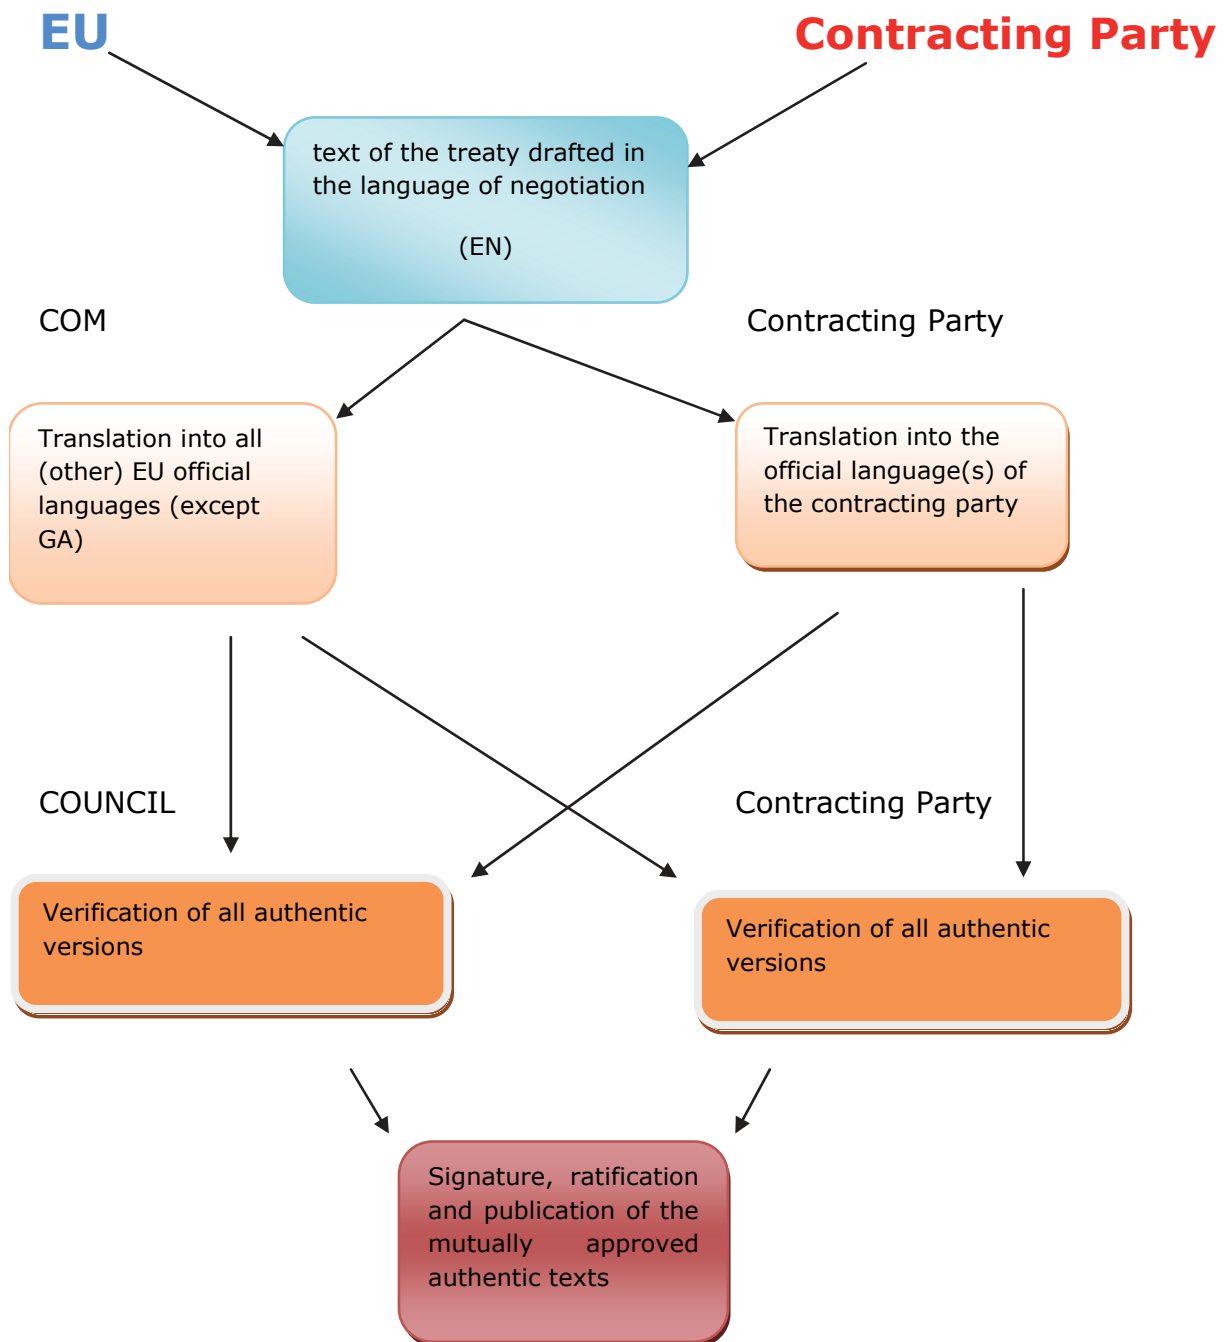 EU
Contracting Party
text of the treaty drafted in
the language of negotiation
(EN)
COM
Contracting Party
Translation into all
(other) EU official
languages (except
GA)
Translation into the
official language(s) of
the contracting party
COUNCIL
Contracting Party
Verification of all authentic
versions
Verification of all authentic
versions
Signature, ratification
and publication of the
mutually approved
authentic texts